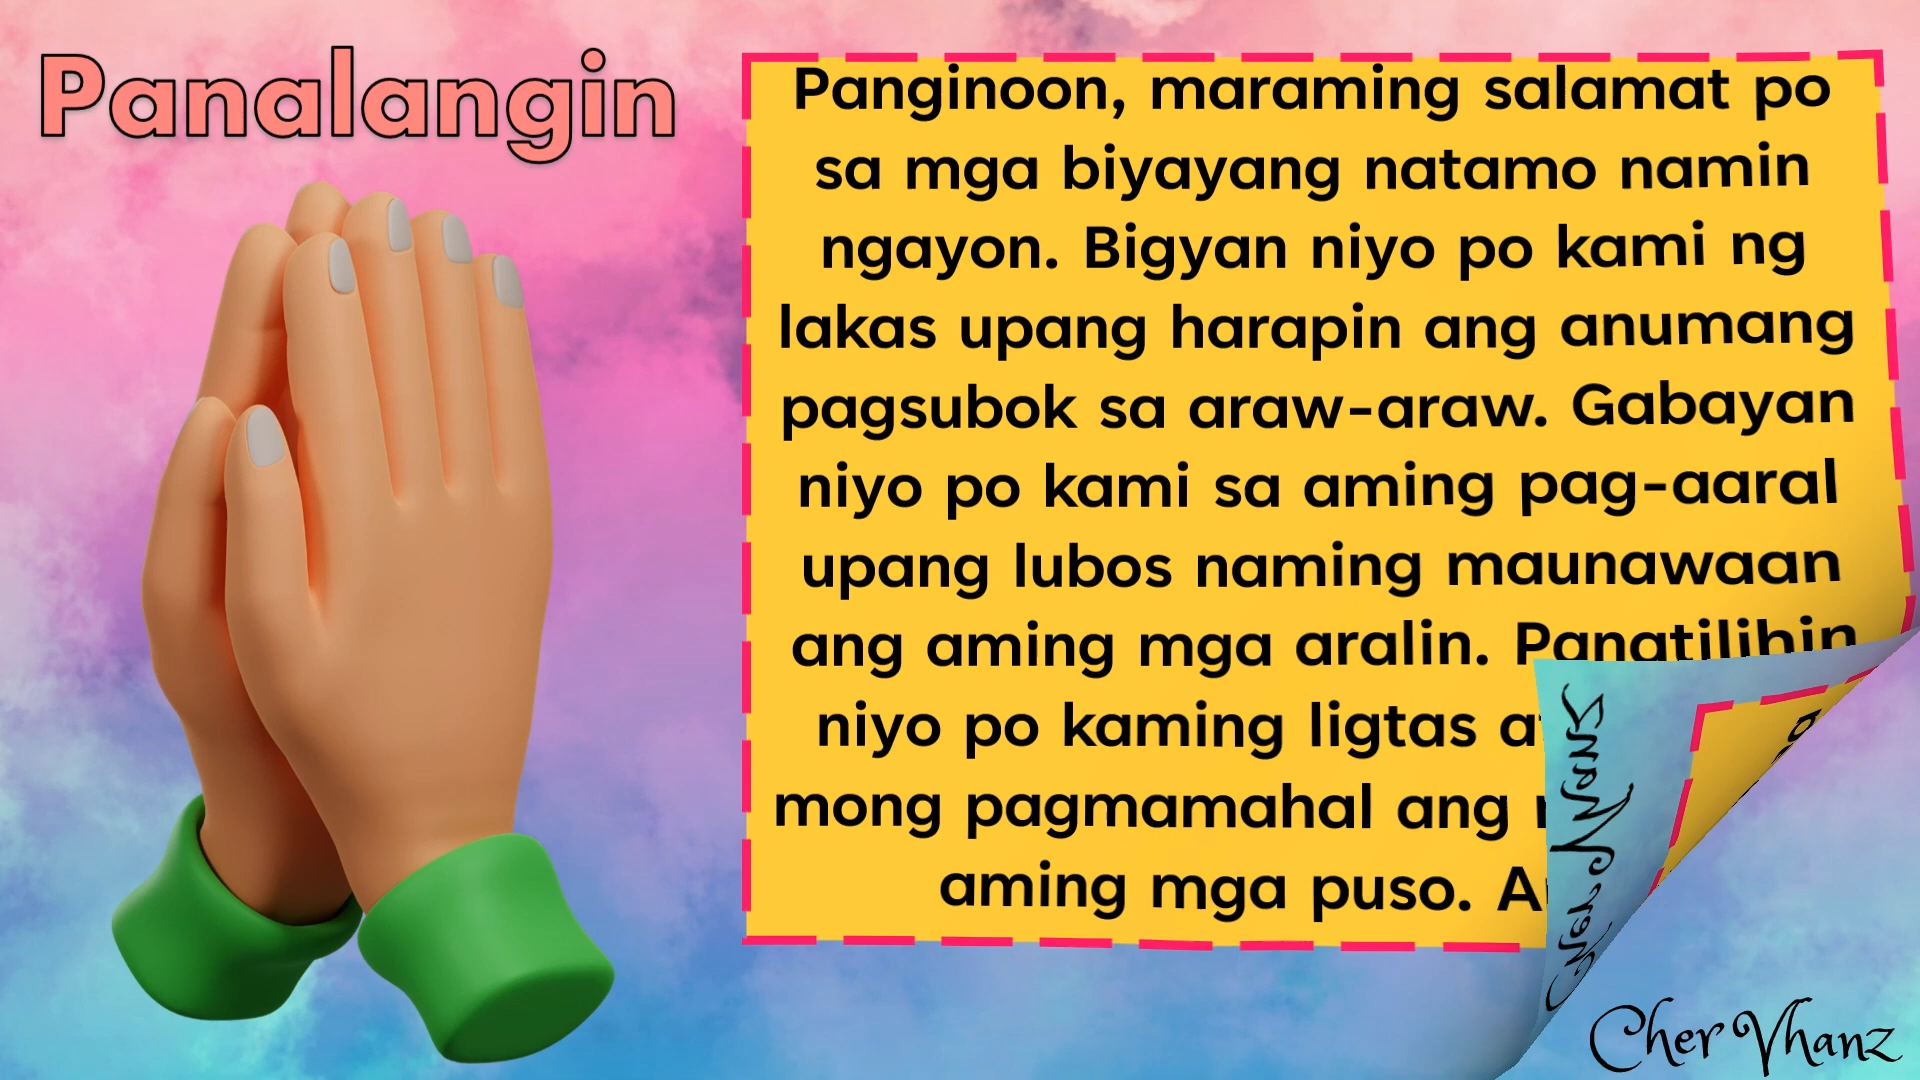 Panalangin
Panginoon, maraming salamat po
sa mga biyayang natamo namin
ngayon. Bigyan niyo po kami ng
lakas upang harapin ang anumang
pagsubok sa araw-araw. Gabayan
niyo po kami sa aming pag-aaral
upang lubos naming maunawaan
ang aming mga aralin. Panatilihin
niyo po kaming ligtas
mong pagmamahal ang
aming mga puso.
Cher Vhanz